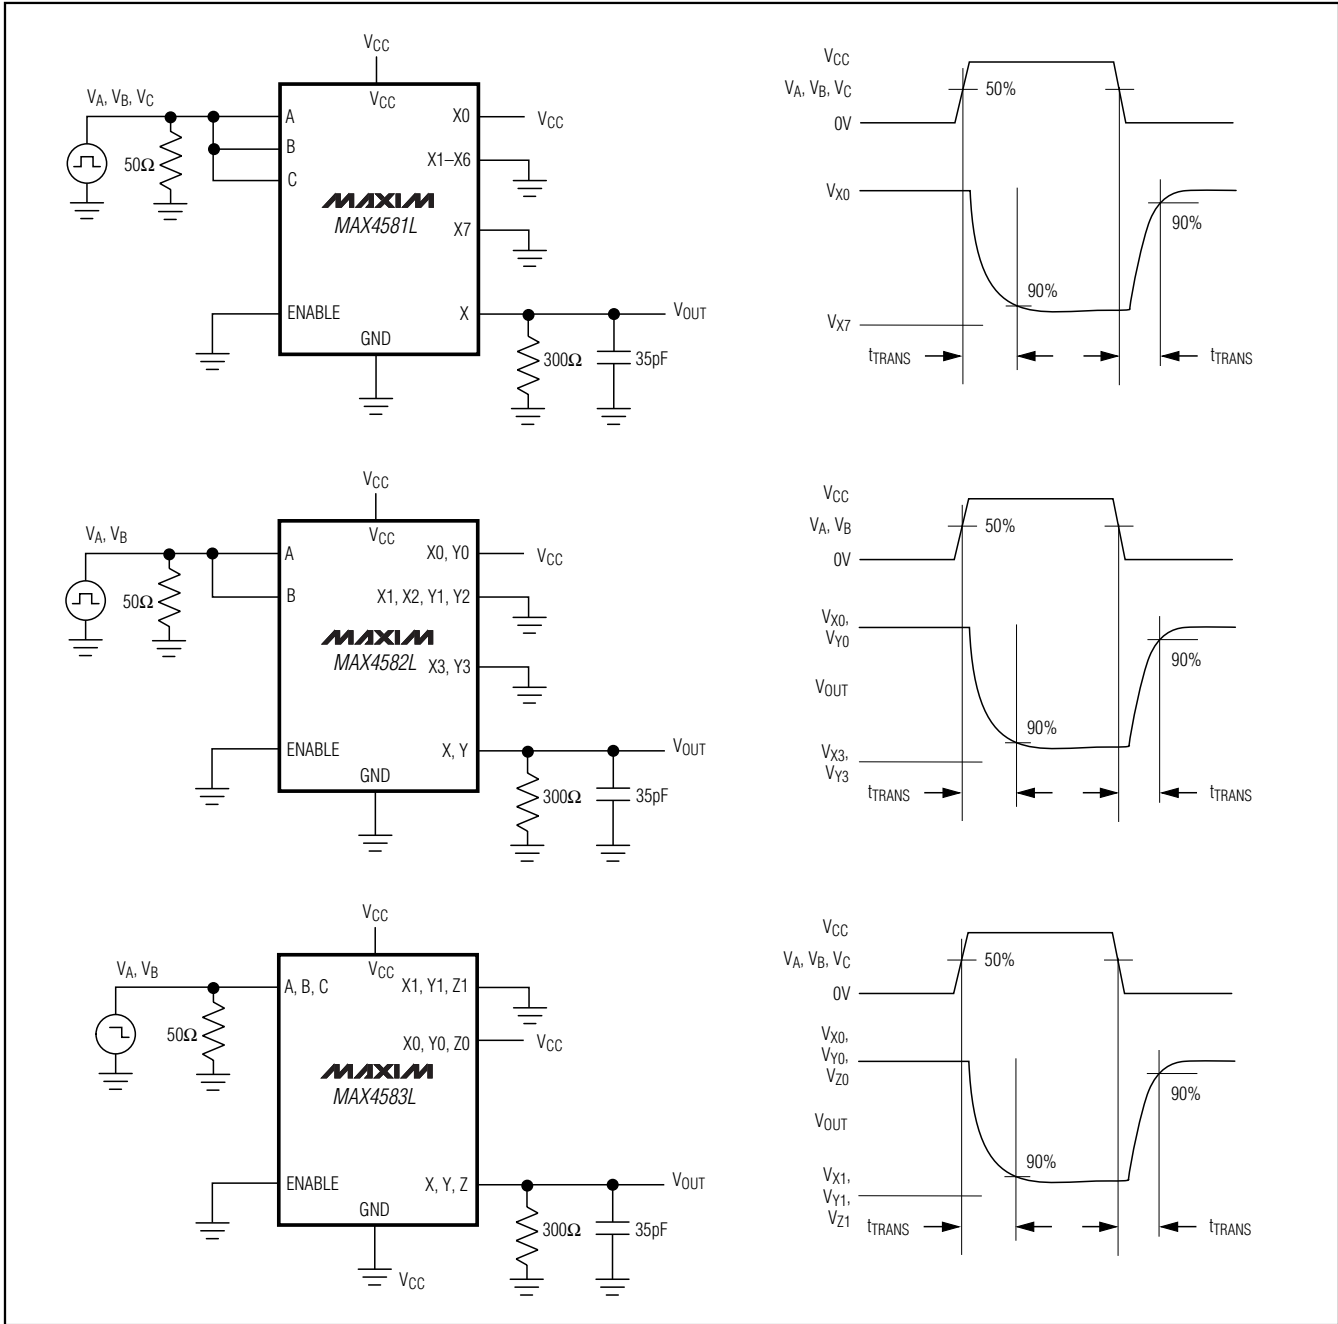 VCC
VA, VB, VC
50Ω
VCC
A
B
C
X0
VCC
X1–X6
MAXIM
MAX4581L
X7
ENABLE
X
VOUT
GND
300Ω
35pF
VCC
VA, VB, VC
50%
0V
VX0
90%
90%
VX7
tTRANS
tTRANS
VCC
VA, VB
50Ω
VCC
A
B
X0, Y0
VCC
X1, X2, Y1, Y2
MAXIM
MAX4582L
X3, Y3
ENABLE
X, Y
VOUT
GND
300Ω
35pF
VCC
VA, VB
50%
0V
VX0,
VY0
90%
VOUT
90%
VX3,
VY3
tTRANS
tTRANS
VCC
VA, VB
50Ω
VCC
A, B, C
X1, Y1, Z1
X0, Y0, Z0
VCC
MAXIM
MAX4583L
ENABLE
X, Y, Z
VOUT
GND
300Ω
35pF
VCC
VCC
VA, VB, VC
50%
0V
VX0,
VY0,
VZ0
90%
VOUT
90%
VX1,
VY1,
VZ1
tTRANS
tTRANS